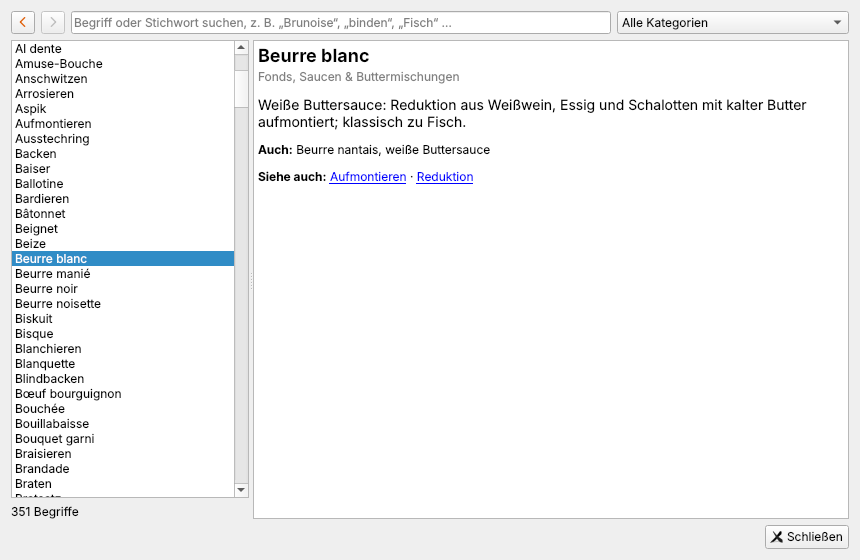 Begriff oder Stichwort suchen, z. B. „Brunoise“, „binden“, „Fisch“ ...
Alle Kategorien
Al dente
Amuse-Bouche
Anschwitzen
Arrosieren
Aspik
Aufmontieren
Ausstechring
Backen
Baiser
Ballotine
Bardieren
Bâtonnet
Beignet
Beize
Beurre blanc
Beurre manié
Beurre noir
Beurre noisette
Biskuit
Bisque
Blanchieren
Blanquette
Blindbacken
Bœuf bourguignon
Bouchée
Bouillabaisse
Bouquet garni
Braisieren
Brandade
Braten
351 Begriffe
Beurre blanc
Fonds, Saucen & Buttermischungen
Weiße Buttersauce: Reduktion aus Weißwein, Essig und Schalotten mit kalter Butter
aufmontiert; klassisch zu Fisch.
Auch: Beurre nantais, weiße Buttersauce
Siehe auch: Aufmontieren · Reduktion
Schließen